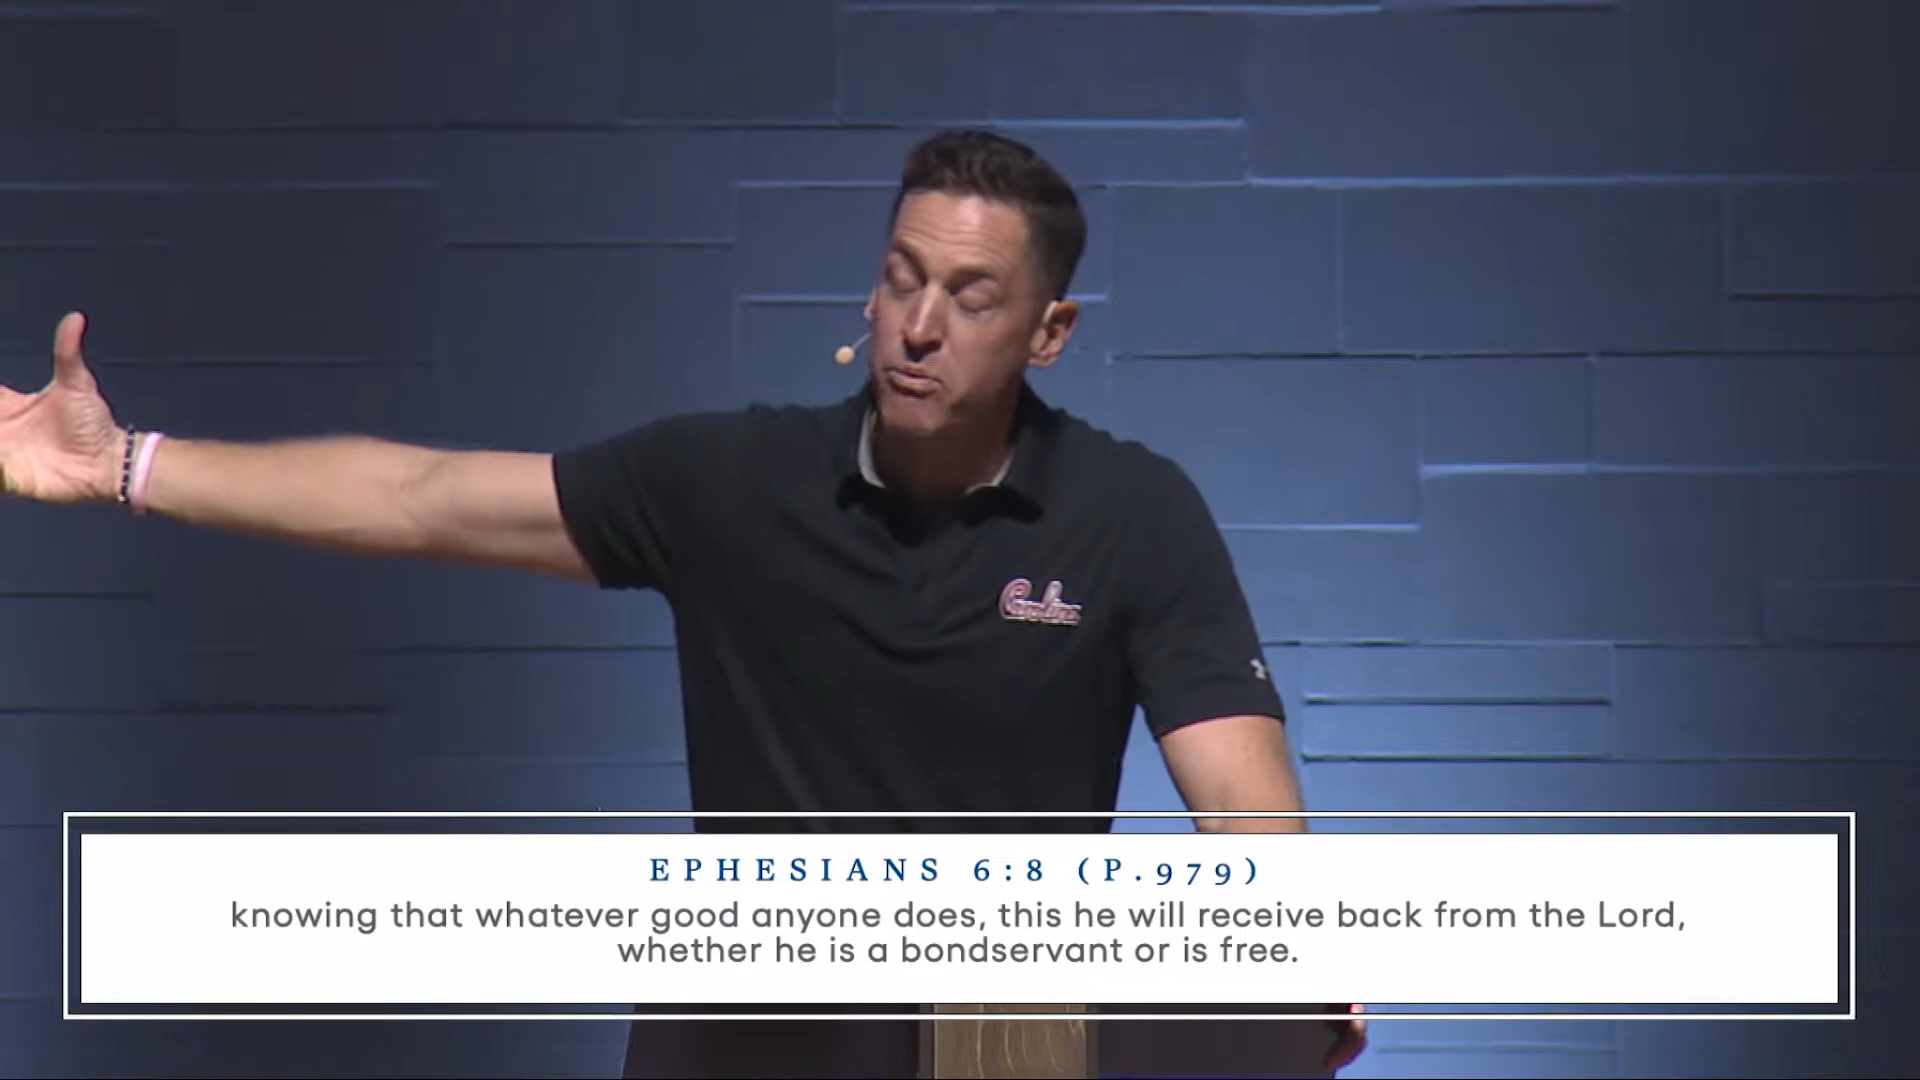 Carolina
EPHESIANS 6:8 (P.979)
knowing that whatever good anyone does, this he will receive back from the Lord,
whether he is a bondservant or is free.